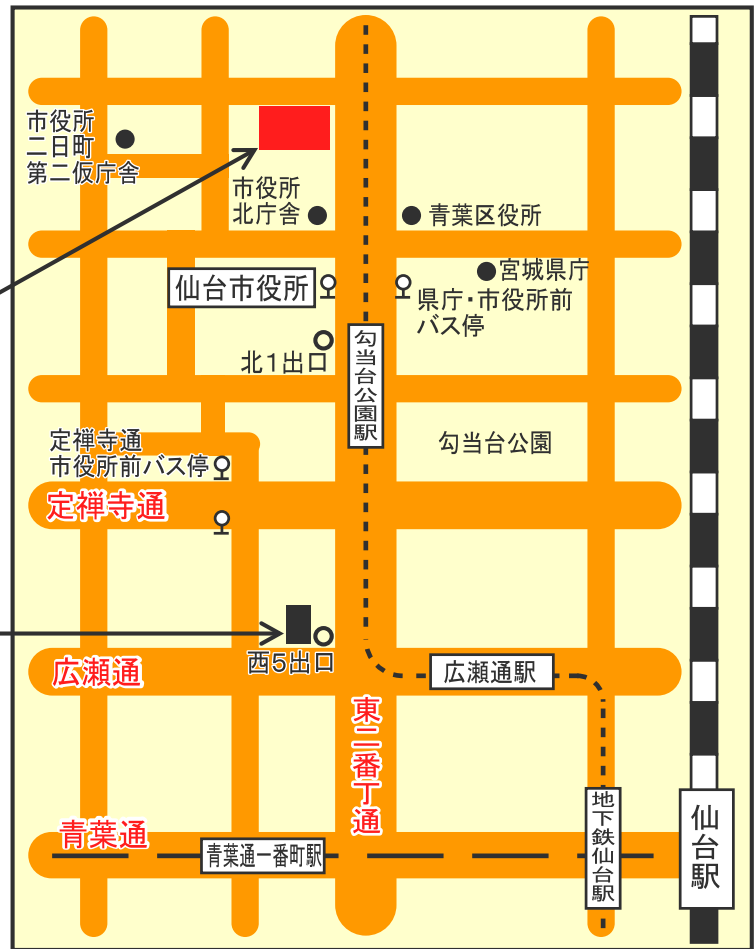 市役所
二日町
第二仮庁舎
市役所
北庁舎
青葉区役所
宮城県庁
仙台市役所
県庁・市役所前
バス停
北1出口
勾当台公園駅
勾当台公園
定禅寺通
市役所前バス停
定禅寺通
西5出口
広瀬通
広瀬通駅
東二番丁通
青葉通
青葉通一番町駅
地下鉄仙台駅
仙台駅